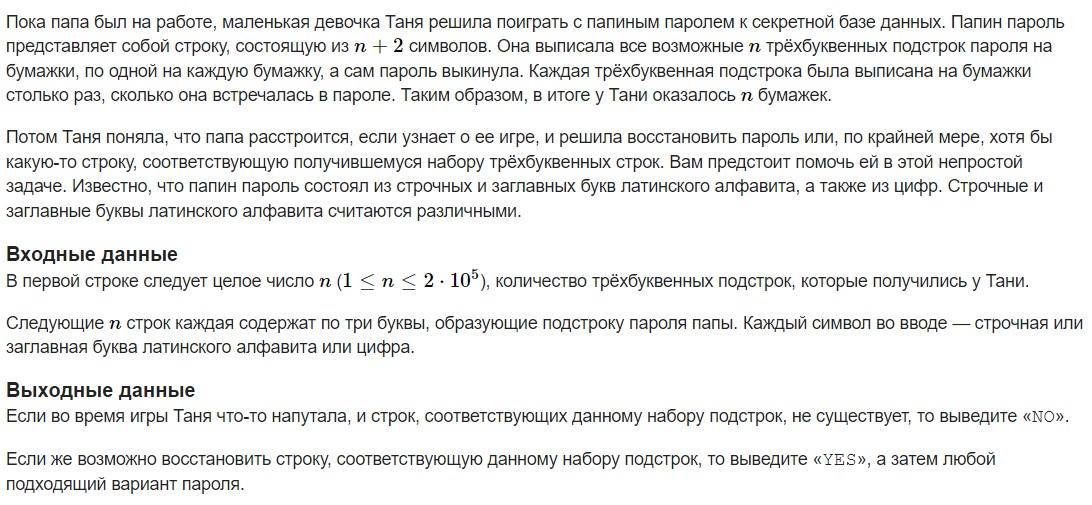 Пока папа был на работе, маленькая девочка Таня решила поиграть с папиным паролем к секретной базе данных. Папин пароль
представляет собой строку, состоящую из n + 2 символов. Она выписала все возможные n трёхбуквенных подстрок пароля на
бумажки, по одной на каждую бумажку, а сам пароль выкинула. Каждая трёхбуквенная подстрока была выписана на бумажки
столько раз, сколько она встречалась в пароле. Таким образом, в итоге у Тани оказалось n бумажек.
Потом Таня поняла, что папа расстроится, если узнает о ее игре, и решила восстановить пароль или, по крайней мере, хотя бы
какую-то строку, соответствующую получившемуся набору трёхбуквенных строк. Вам предстоит помочь ей в этой непростой
задаче. Известно, что папин пароль состоял из строчных и заглавных букв латинского алфавита, а также из цифр. Строчные и
заглавные буквы латинского алфавита считаются различными.
Входные данные
В первой строке следует целое число n (1 ≤ n ≤ 2 · 10⁵), количество трёхбуквенных подстрок, которые получились у Тани.
Следующие n строк каждая содержат по три буквы, образующие подстроку пароля папы. Каждый символ во вводе — строчная или
заглавная буква латинского алфавита или цифра.
Выходные данные
Если во время игры Таня что-то напутала, и строк, соответствующих данному набору подстрок, не существует, то выведите «NO».
Если же возможно восстановить строку, соответствующую данному набору подстрок, то выведите «YES», а затем любой
подходящий вариант пароля.